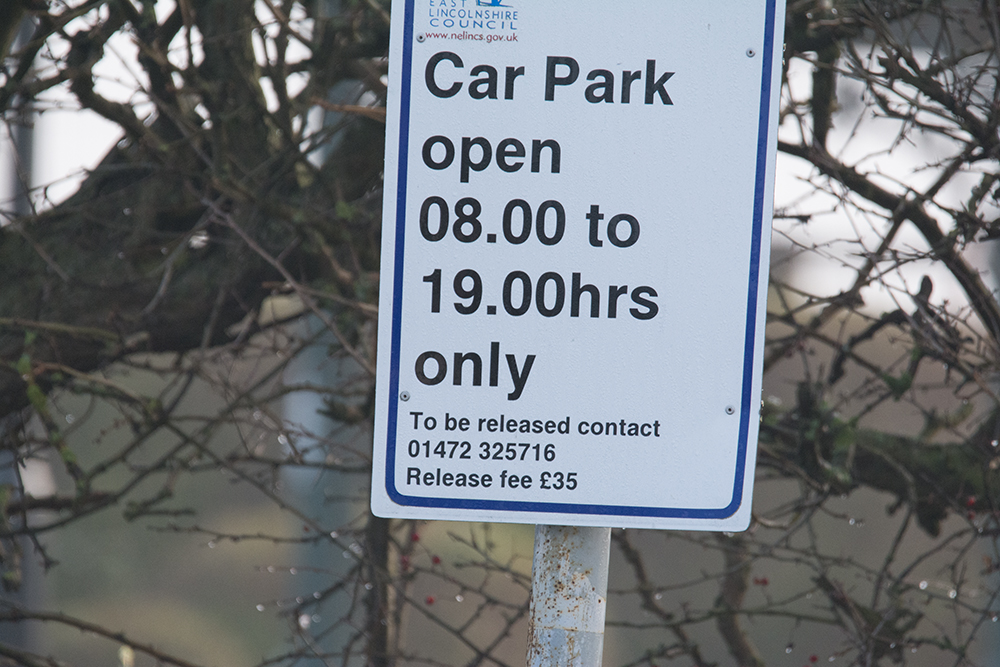 EAST
LINCOLNSHIRE
COUNCIL
www.nelincs.gov.uk
Car Park
open
08.00 to
19.00hrs
only
To be released contact
01472 325716
Release fee £35